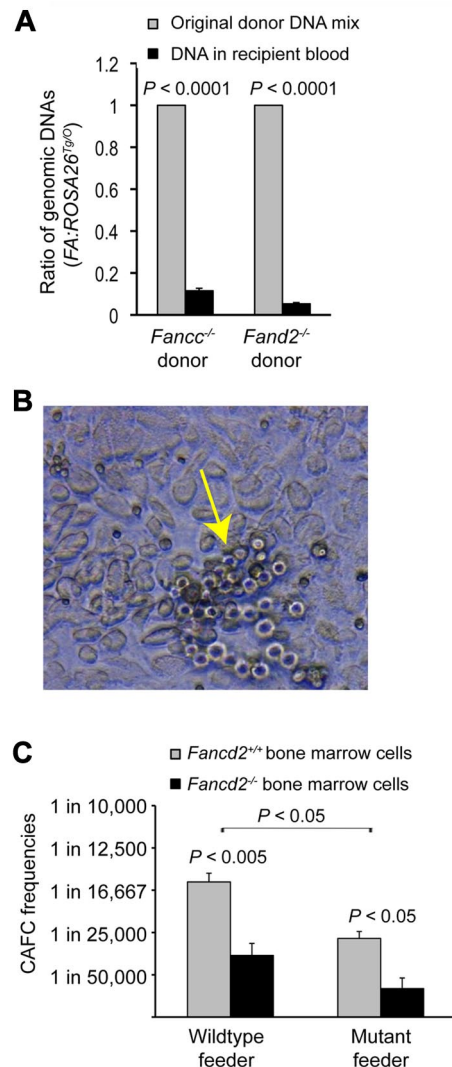 A
Original donor DNA mix
DNA in recipient blood
1.2
P < 0.0001 P < 0.0001
1
0.8
0.6
0.4
0.2
0
Ratio of genomic DNAs
(FA:ROSA26Tg/O)
Fancc-/- Fand2-/-
donor donor
B
C
Fancd2+/+ bone marrow cells
Fancd2-/- bone marrow cells
CAFC frequencies
1 in 10,000
1 in 12,500
1 in 16,667
1 in 25,000
1 in 50,000
P < 0.05
P < 0.005
P < 0.05
Wildtype Mutant
feeder feeder